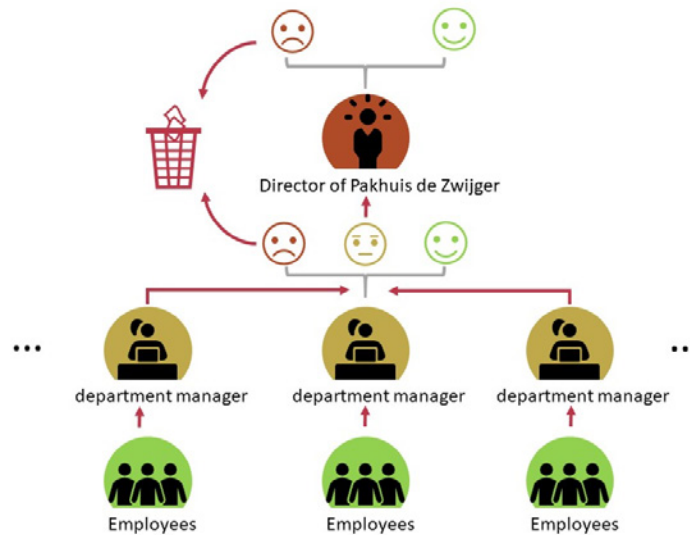 Director of Pakhuis de Zwijger
... ..
department manager department manager department manager
Employees Employees Employees